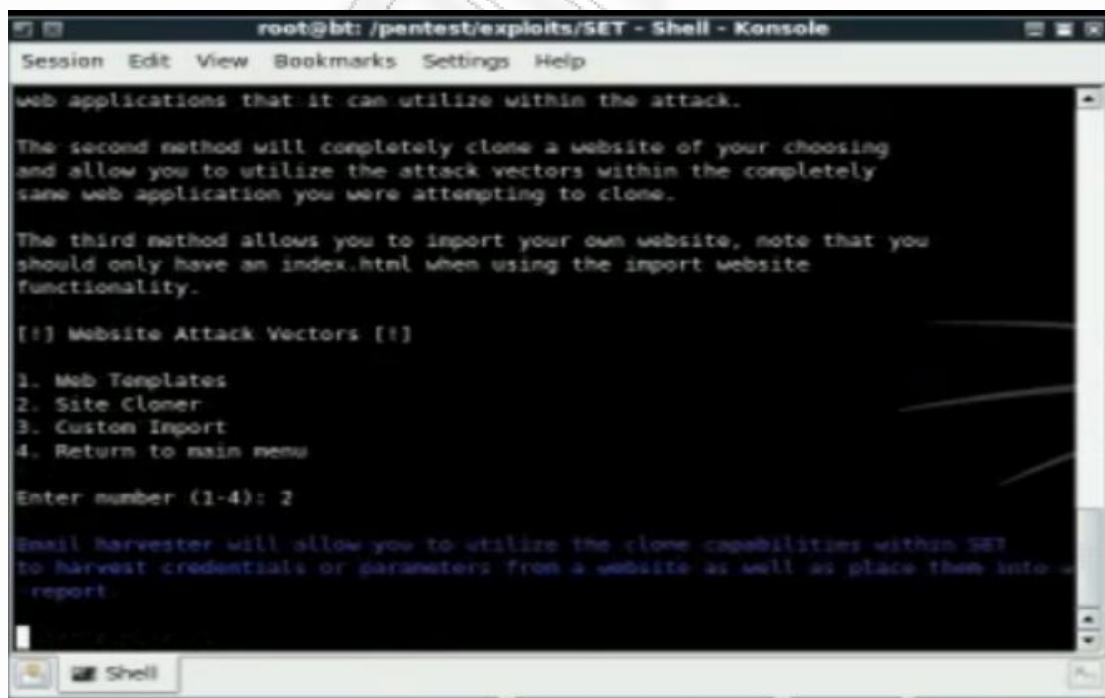 root@bt: /pentest/exploits/SET - Shell - Konsole
Session Edit View Bookmarks Settings Help
web applications that it can utilize within the attack.
The second method will completely clone a website of your choosing
and allow you to utilize the attack vectors within the completely
same web application you were attempting to clone.
The third method allows you to import your own website, note that you
should only have an index.html when using the import website
functionality.
[!] Website Attack Vectors [!]
1. Web Templates
2. Site Cloner
3. Custom Import
4. Return to main menu
Enter number (1-4): 2
Email harvester will allow you to utilize the clone capabilities within SET
to harvest credentials or parameters from a website as well as place them into a
report
Shell